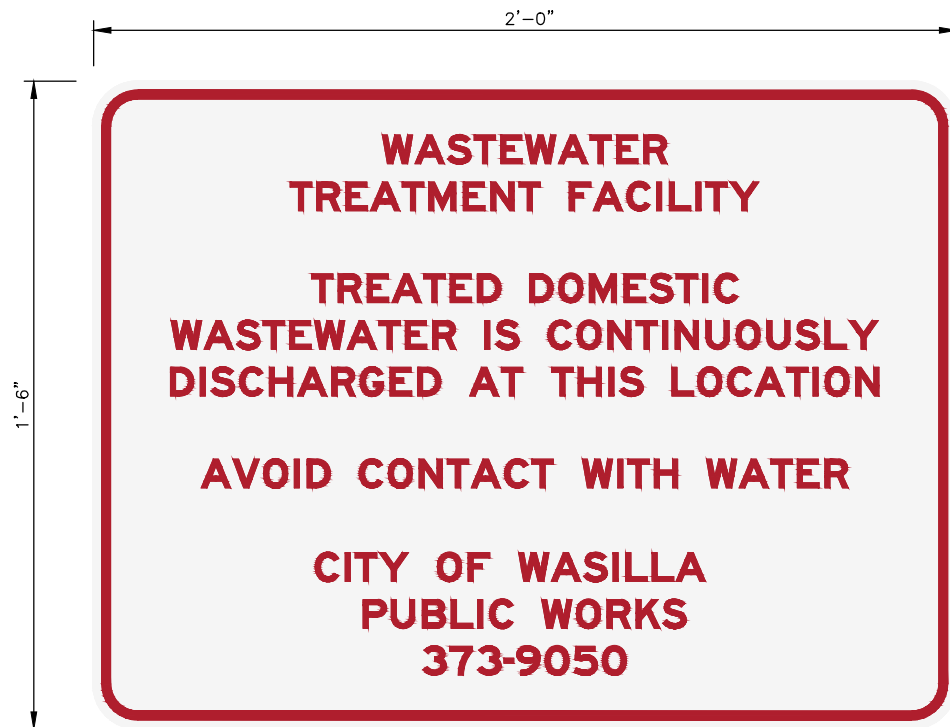 2'-0"
1'-6"
WASTEWATER
TREATMENT FACILITY
TREATED DOMESTIC
WASTEWATER IS CONTINUOUSLY
DISCHARGED AT THIS LOCATION
AVOID CONTACT WITH WATER
CITY OF WASILLA
PUBLIC WORKS
373-9050